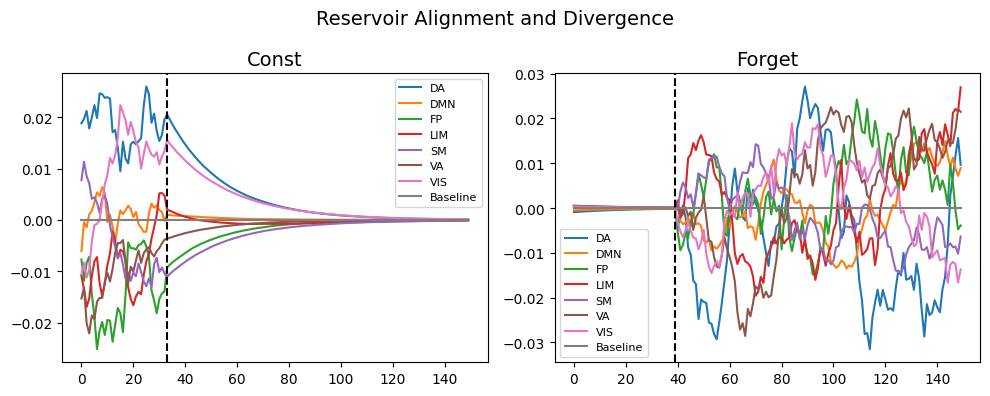 Reservoir Alignment and Divergence
Const
0.02
0.01
0.00
−0.01
−0.02
0 20 40 60 80 100 120 140
DA
DMN
FP
LIM
SM
VA
VIS
Baseline
Forget
0.03
0.02
0.01
0.00
−0.01
−0.02
−0.03
0 20 40 60 80 100 120 140
DA
DMN
FP
LIM
SM
VA
VIS
Baseline